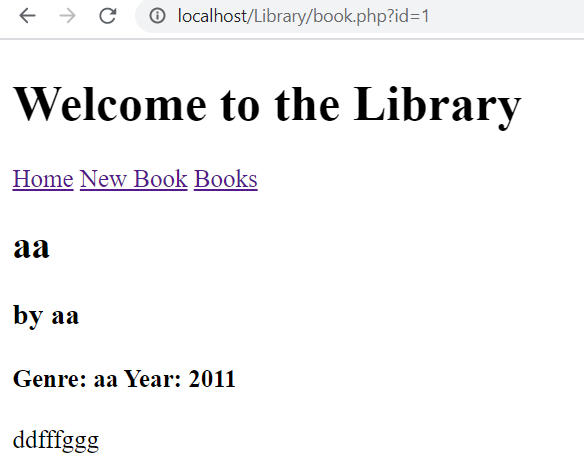 localhost/Library/book.php?id=1
Welcome to the Library
Home New Book Books
aa
by aa
Genre: aa Year: 2011
ddfffggg